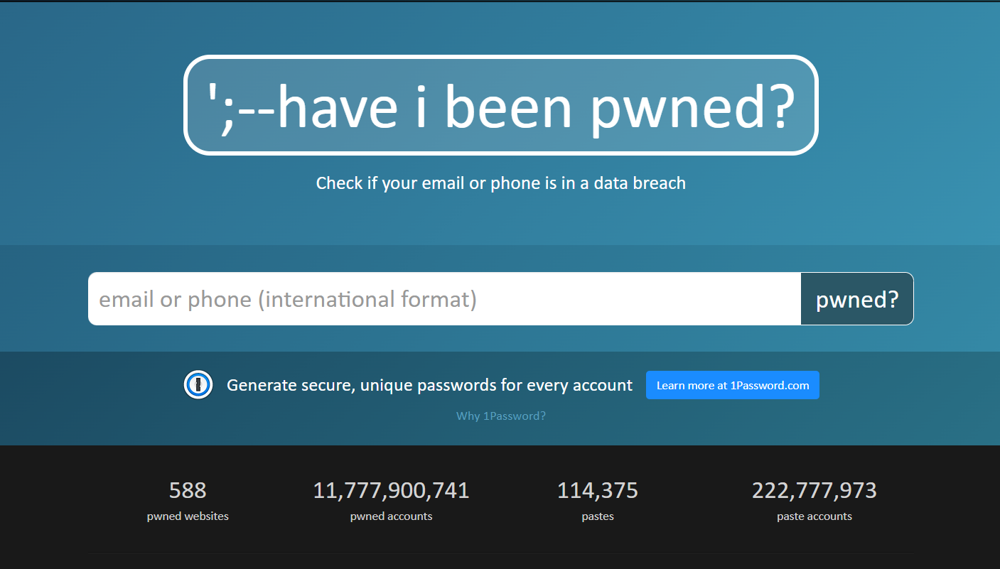 ';--have i been pwned?
Check if your email or phone is in a data breach
email or phone (international format)
pwned?
Generate secure, unique passwords for every account
Learn more at 1Password.com
Why 1Password?
588
pwned websites
11,777,900,741
pwned accounts
114,375
pastes
222,777,973
paste accounts